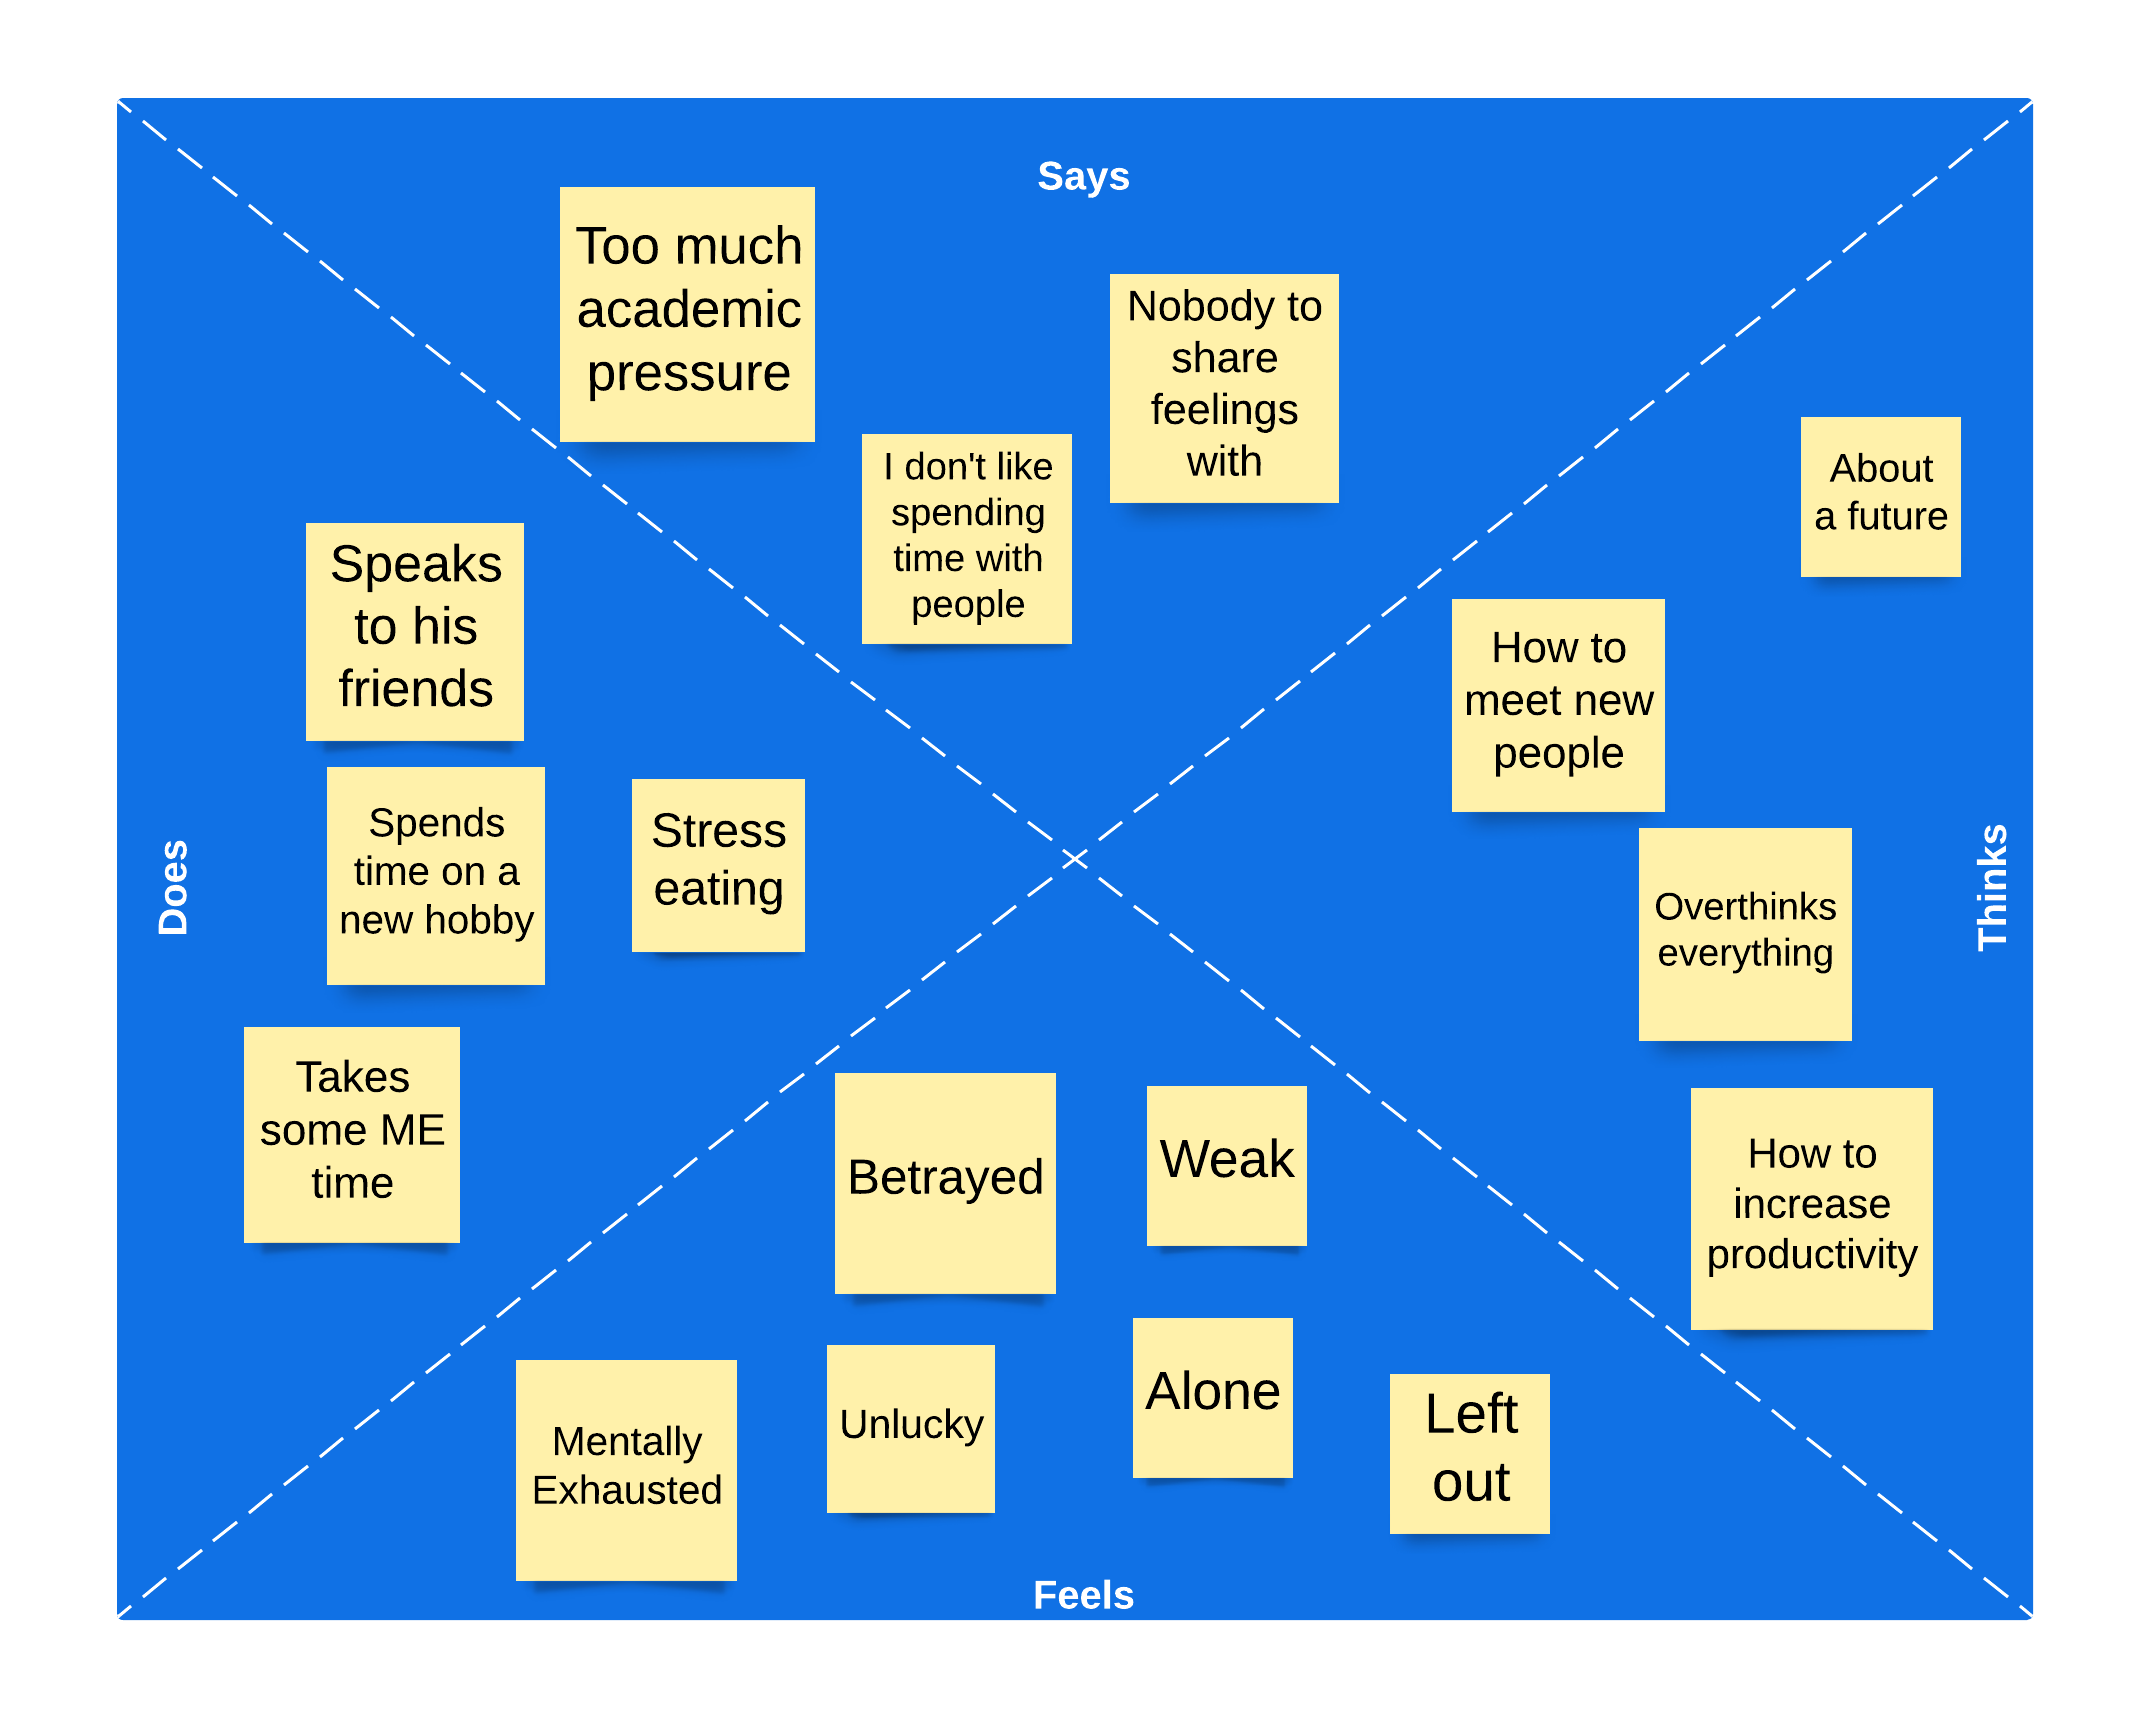 Says
Too much
academic
pressure
I don't like
spending
time with
people
Nobody to
share
feelings
with
Does
Speaks
to his
friends
Spends
time on a
new hobby
Stress
eating
Takes
some ME
time
Thinks
About
a future
How to
meet new
people
Overthinks
everything
How to
increase
productivity
Betrayed
Weak
Mentally
Exhausted
Unlucky
Alone
Left
out
Feels